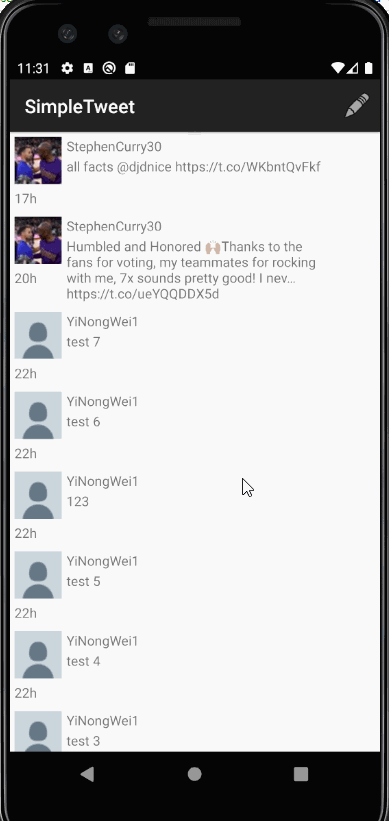 11:31
SimpleTweet
StephenCurry30
all facts @djdnice https://t.co/WKbntQvFkf
17h
StephenCurry30
Humbled and Honored 🙌🏼Thanks to the
fans for voting, my teammates for rocking
with me, 7x sounds pretty good! I nev…
20h
https://t.co/ueYQQDDX5d
YiNongWei1
test 7
22h
YiNongWei1
test 6
22h
YiNongWei1
123
22h
YiNongWei1
test 5
22h
YiNongWei1
test 4
22h
YiNongWei1
test 3